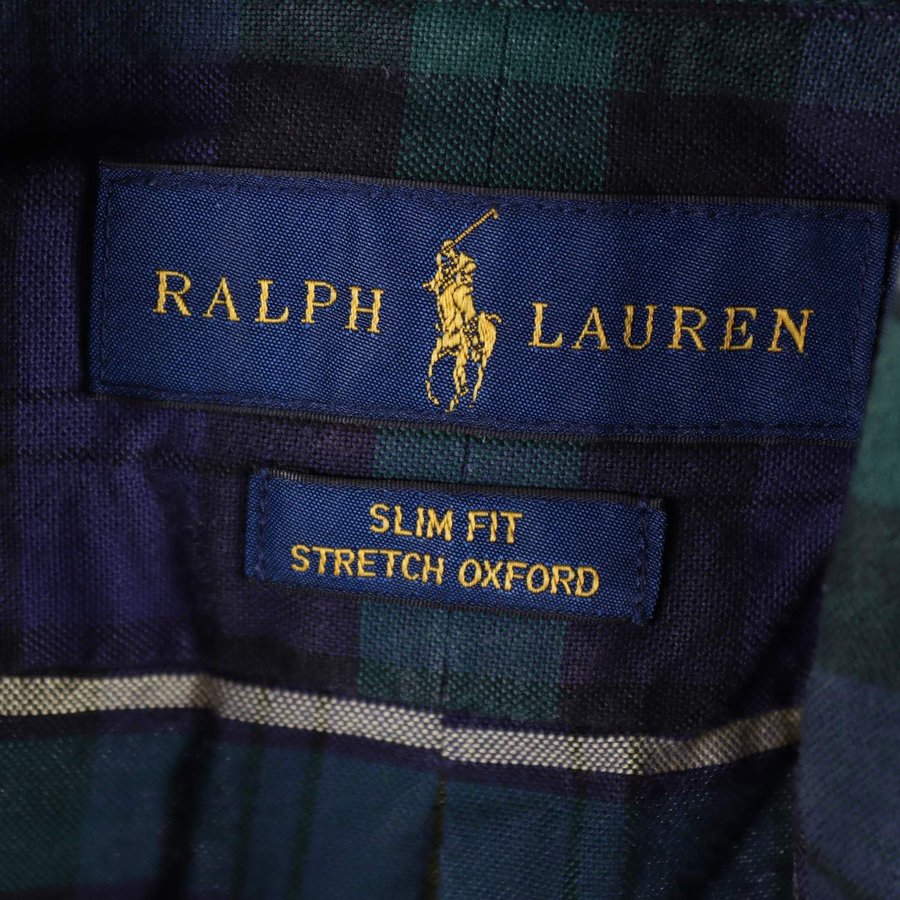 RALPH LAUREN
SLIM FIT
STRETCH OXFORD